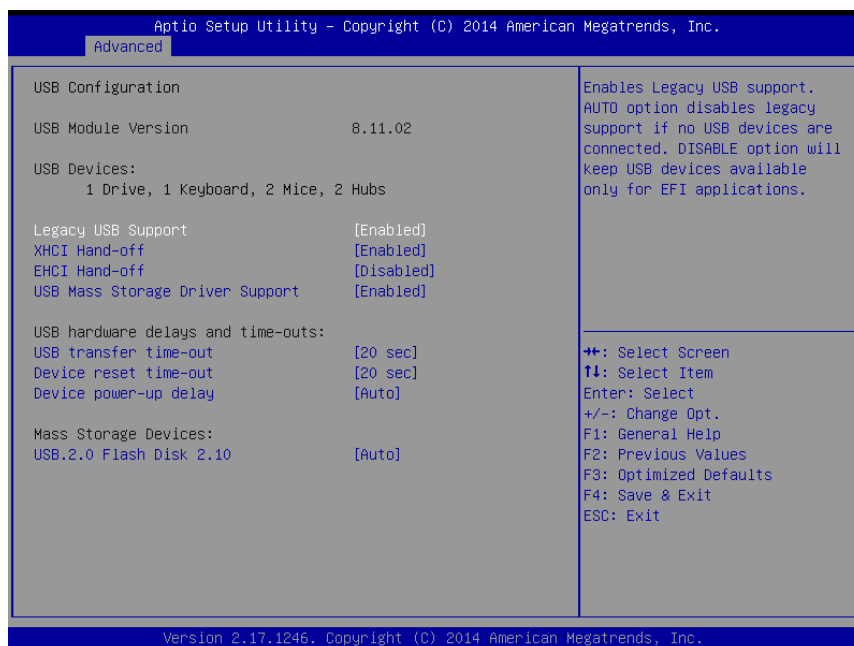 Aptio Setup Utility – Copyright (C) 2014 American Megatrends, Inc.
Advanced
USB Configuration
USB Module Version 8.11.02
USB Devices:
1 Drive, 1 Keyboard, 2 Mice, 2 Hubs
Legacy USB Support [Enabled]
XHCI Hand-off [Enabled]
EHCI Hand-off [Disabled]
USB Mass Storage Driver Support [Enabled]
USB hardware delays and time-outs:
USB transfer time-out [20 sec]
Device reset time-out [20 sec]
Device power-up delay [Auto]
Mass Storage Devices:
USB.2.0 Flash Disk 2.10 [Auto]
Enables Legacy USB support.
AUTO option disables legacy
support if no USB devices are
connected. DISABLE option will
keep USB devices available
only for EFI applications.
→←: Select Screen
↑↓: Select Item
Enter: Select
+/-: Change Opt.
F1: General Help
F2: Previous Values
F3: Optimized Defaults
F4: Save & Exit
ESC: Exit
Version 2.17.1246. Copyright (C) 2014 American Megatrends, Inc.